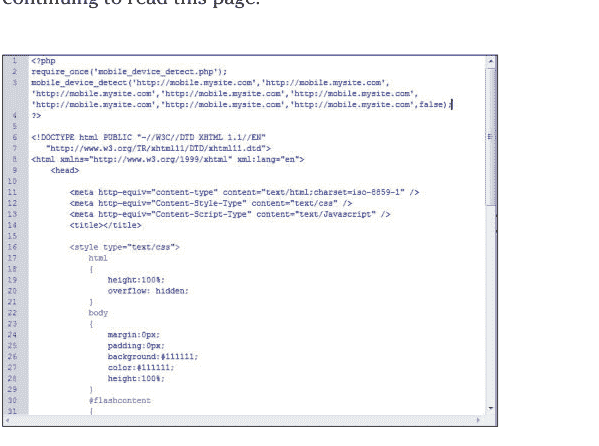 continuing to read this page.
1 <?php
2 require_once('mobile_device_detect.php');
3 mobile_device_detect('http://mobile.mysite.com','http://mobile.mysite.com',
'http://mobile.mysite.com','http://mobile.mysite.com','http://mobile.mysite.com',
'http://mobile.mysite.com','http://mobile.mysite.com','http://mobile.mysite.com',false);
4 ?>
5
6 <!DOCTYPE html PUBLIC "-//W3C//DTD XHTML 1.1//EN"
7 "http://www.w3.org/TR/xhtml11/DTD/xhtml11.dtd">
8 <html xmlns="http://www.w3.org/1999/xhtml" xml:lang="en">
9 <head>
10
11 <meta http-equiv="content-type" content="text/html;charset=iso-8859-1" />
12 <meta http-equiv="Content-Style-Type" content="text/css" />
13 <meta http-equiv="Content-Script-Type" content="text/Javascript" />
14 <title></title>
15
16 <style type="text/css">
17 html
18 {
19 height:100%;
20 overflow: hidden;
21 }
22 body
23 {
24 margin:0px;
25 padding:0px;
26 background:#111111;
27 color:#111111;
28 height:100%;
29 }
30 #flashcontent
31 {